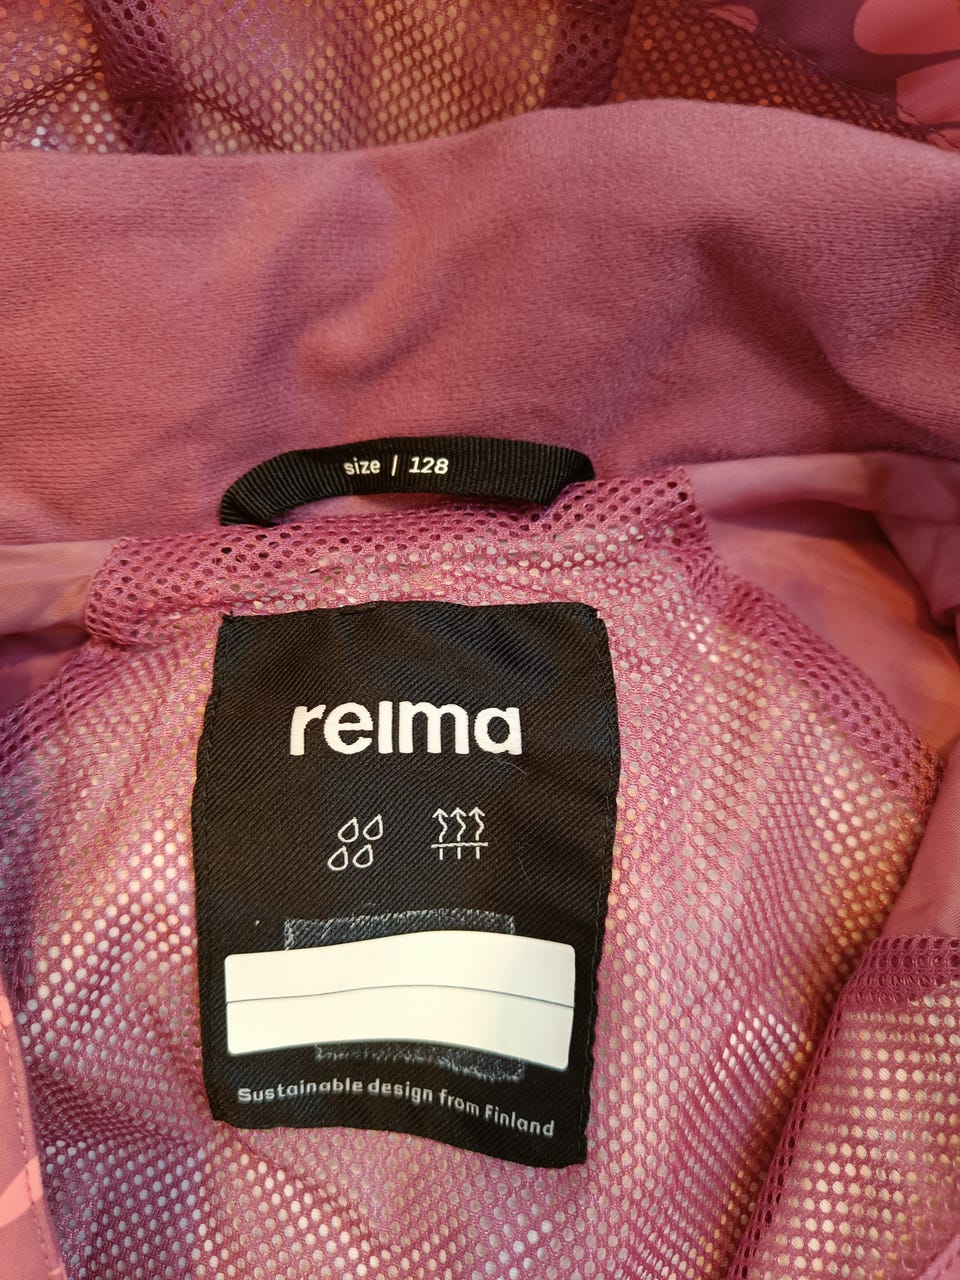 size | 128
reima
Sustainable design from Finland